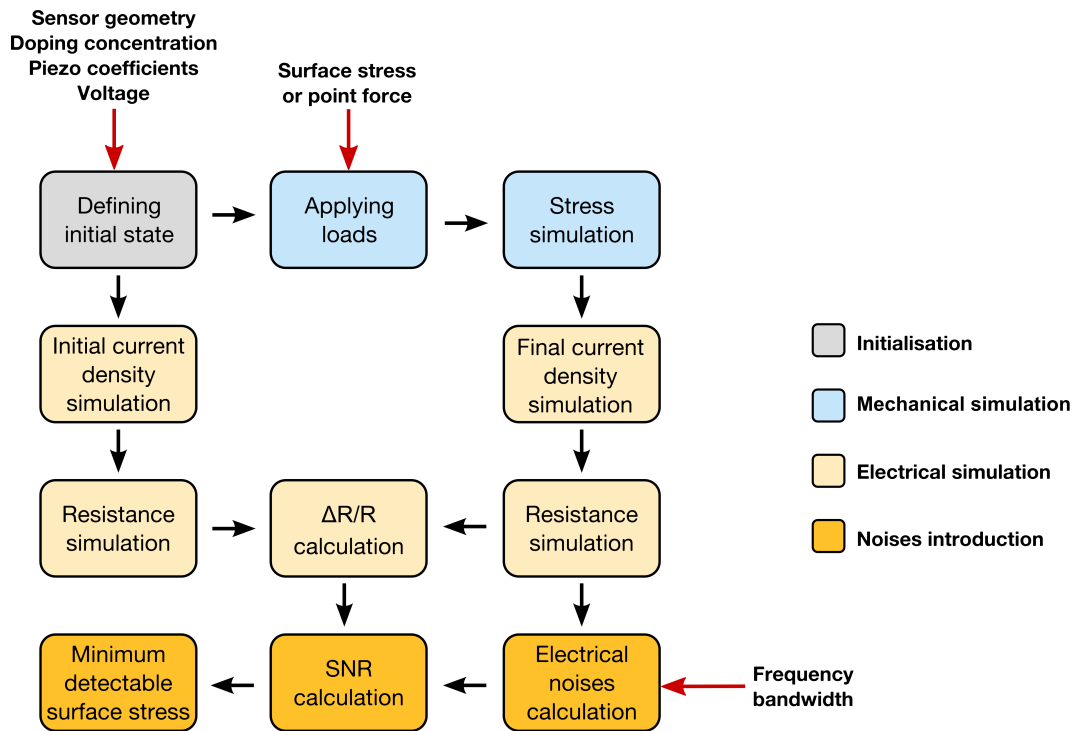 Sensor geometry
Doping concentration
Piezo coefficients
Voltage
Surface stress
or point force
Defining
initial state
Applying
loads
Stress
simulation
Initial current
density
simulation
Final current
density
simulation
Resistance
simulation
ΔR/R
calculation
Resistance
simulation
Minimum
detectable
surface stress
SNR
calculation
Electrical
noises
calculation
Frequency
bandwidth
Initialisation
Mechanical simulation
Electrical simulation
Noises introduction